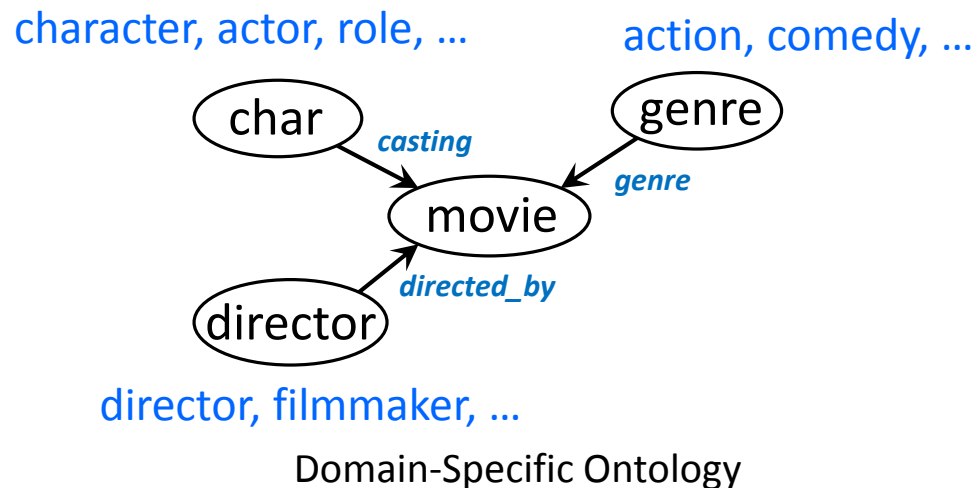 character, actor, role, ...
action, comedy, ...
char
genre
casting
genre
movie
directed_by
director
director, filmmaker, ...
Domain-Specific Ontology